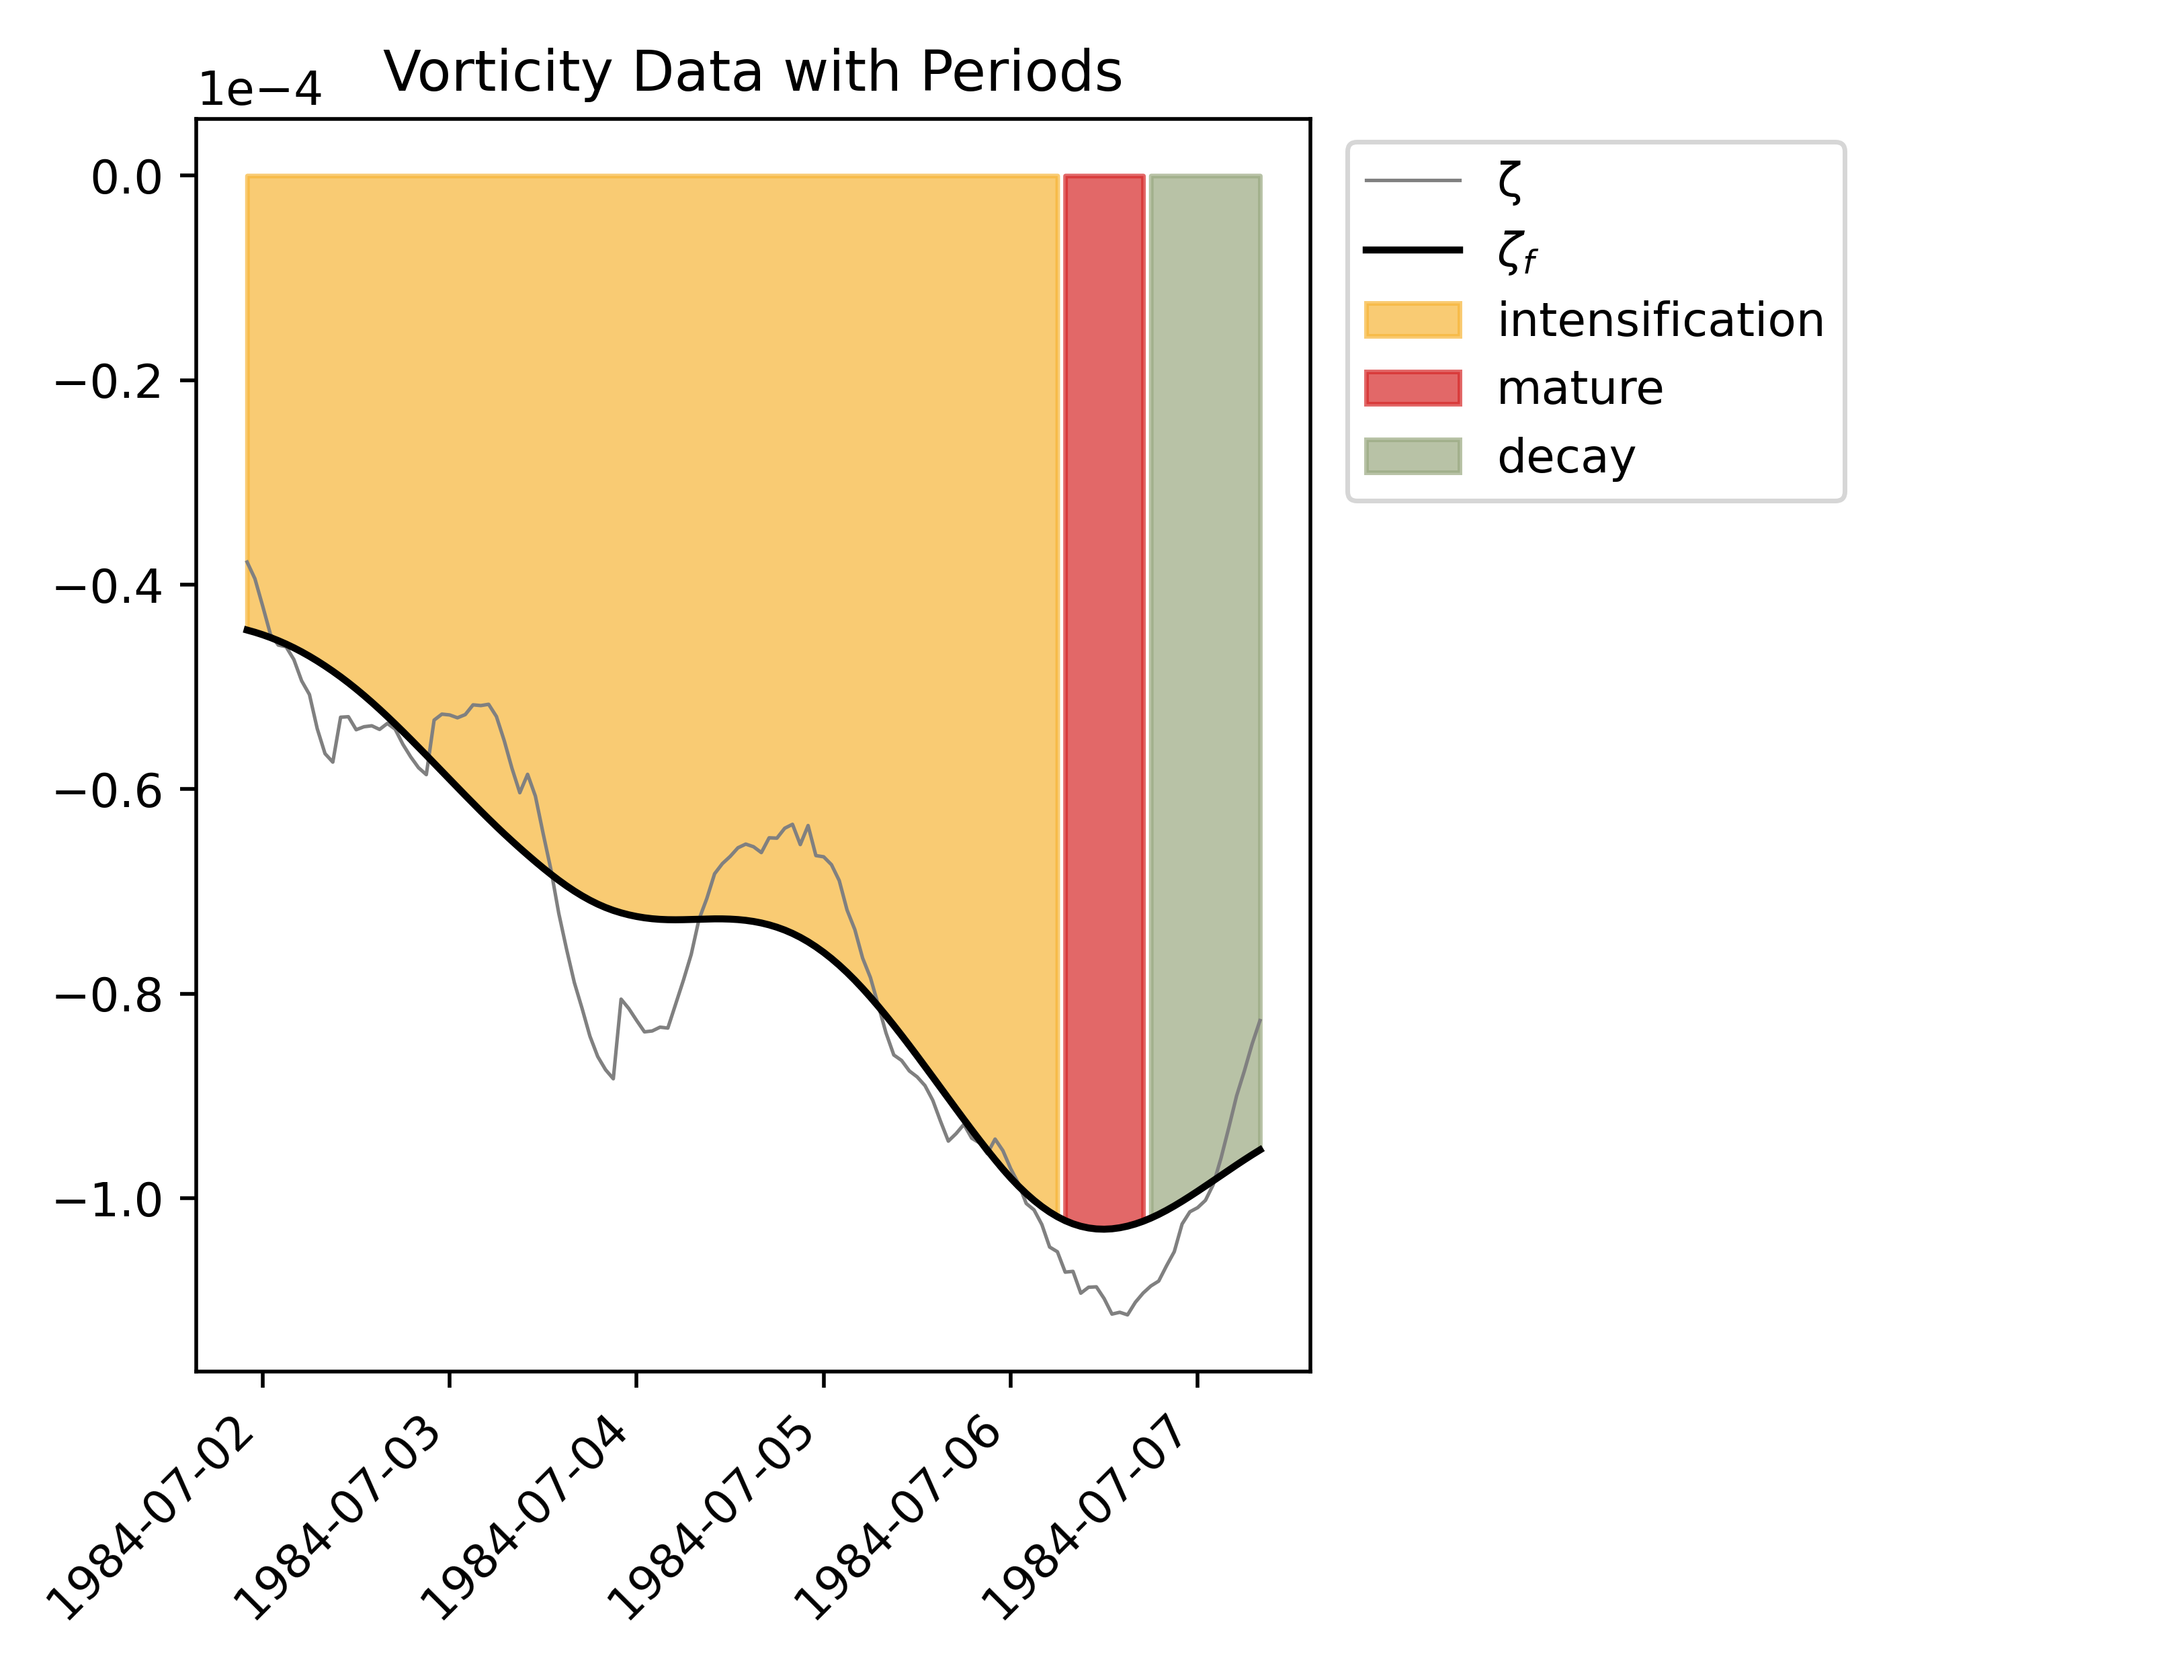 Vorticity Data with Periods
1e−4
0.0
−0.2
−0.4
−0.6
−0.8
−1.0
1984-07-02
1984-07-03
1984-07-04
1984-07-05
1984-07-06
1984-07-07
ζ
ζf
intensification
mature
decay